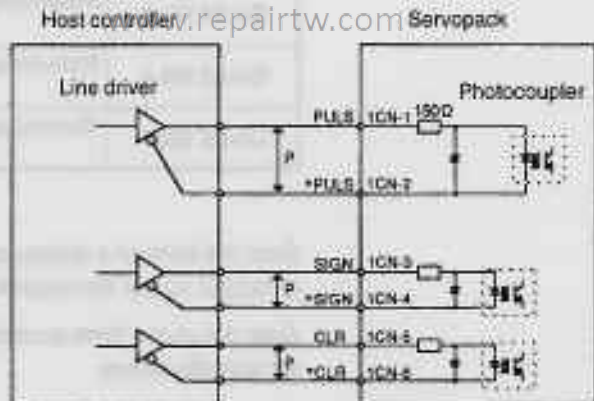 www.repairtw.com
Host controller
Servopack
Line driver
Photocoupler
PULS 1CN-1 150Ω
P
*PULS 1CN-2
SIGN 1CN-3
P
*SIGN 1CN-4
CLR 1CN-5
P
*CLR 1CN-6